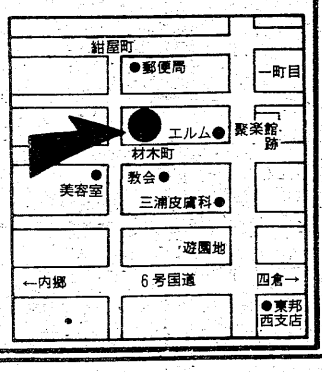 紺屋町
●郵便局
一町目
エルム●
聚楽館
跡
材木町
教会●
美容室
三浦皮膚科●
遊園地
←内郷
6号国道
四倉→
●東邦
西支店